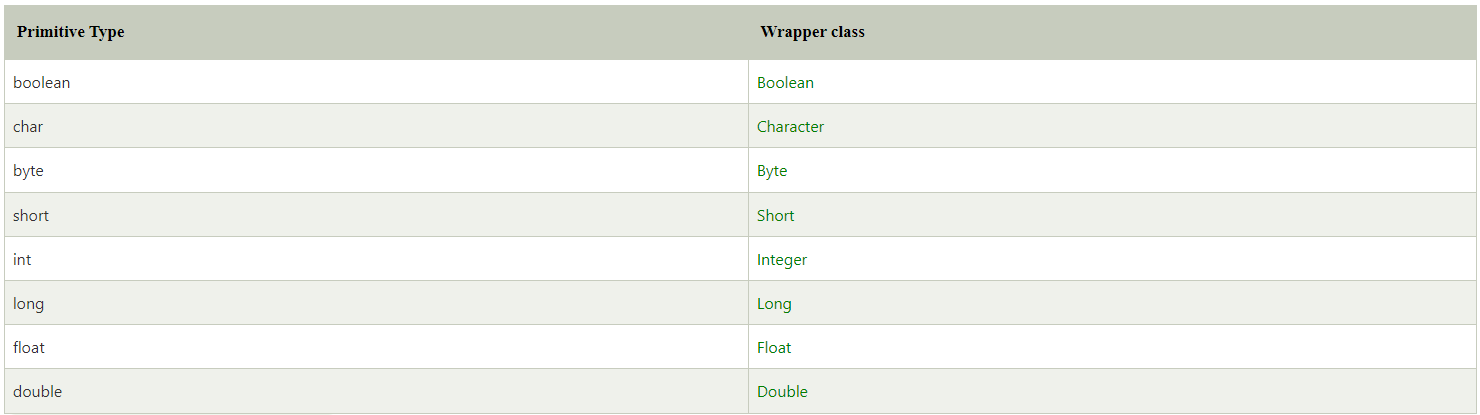 Primitive Type Wrapper class
boolean Boolean
char Character
byte Byte
short Short
int Integer
long Long
float Float
double Double